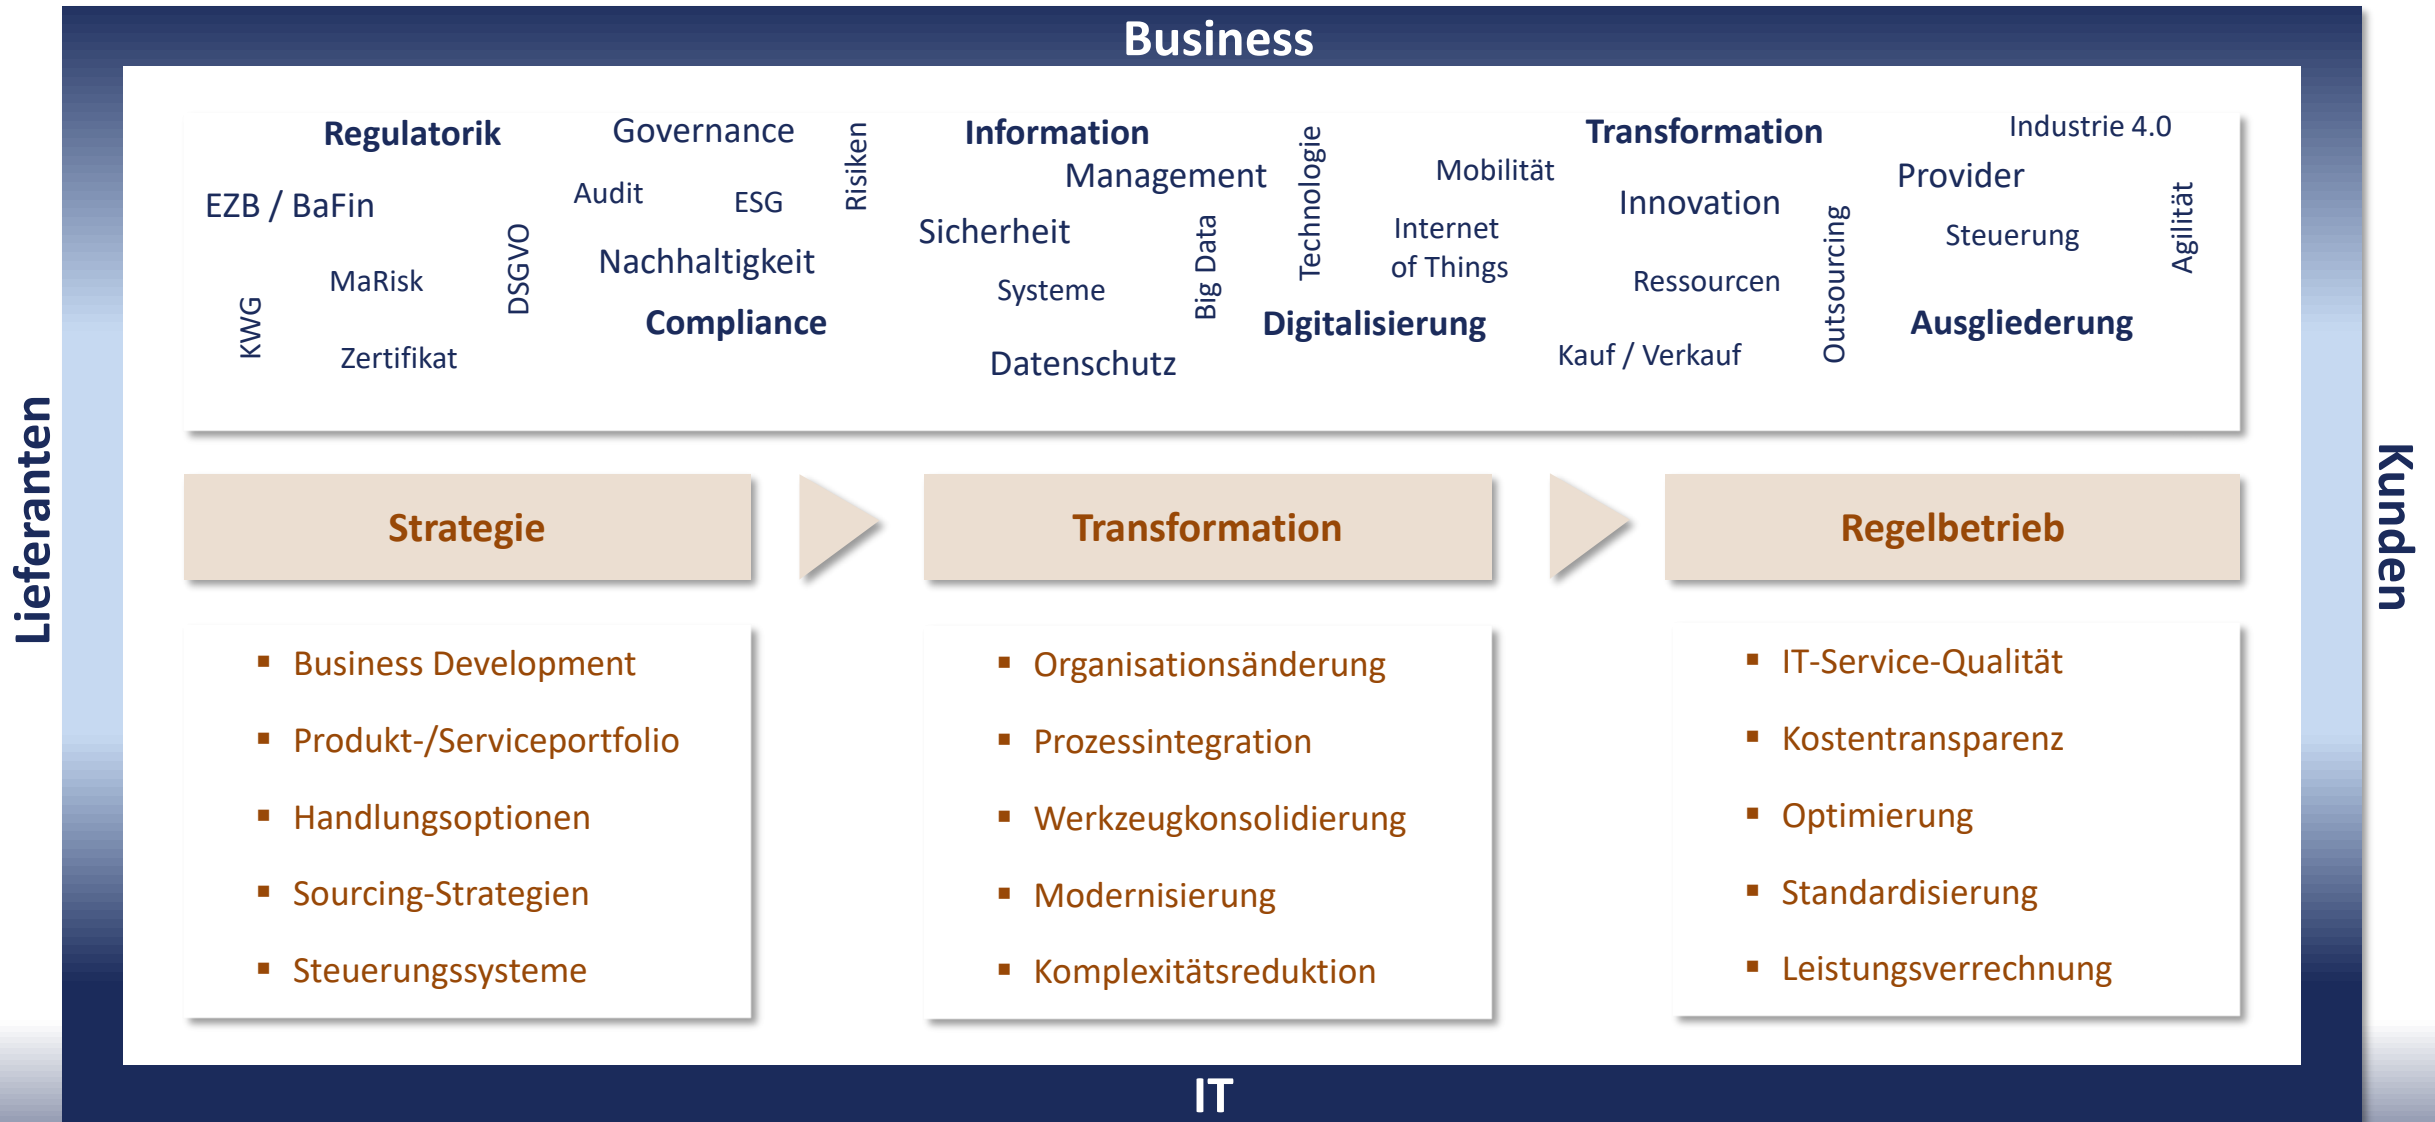 Business
Lieferanten
Regulatorik
Governance
Risiken
EZB / BaFin
Audit
ESG
DSGVO
Nachhaltigkeit
MaRisk
KWG
Compliance
Zertifikat
Information
Management
Technologie
Sicherheit
Big Data
Systeme
Mobilität
Internet
of Things
Digitalisierung
Datenschutz
Transformation
Industrie 4.0
Provider
Innovation
Outsourcing
Steuerung
Agilität
Ressourcen
Ausgliederung
Kauf / Verkauf
Kunden
Strategie
▪ Business Development
▪ Produkt-/Serviceportfolio
▪ Handlungsoptionen
▪ Sourcing-Strategien
▪ Steuerungssysteme
Transformation
▪ Organisationsänderung
▪ Prozessintegration
▪ Werkzeugkonsolidierung
▪ Modernisierung
▪ Komplexitätsreduktion
Regelbetrieb
▪ IT-Service-Qualität
▪ Kostentransparenz
▪ Optimierung
▪ Standardisierung
▪ Leistungsverrechnung
IT